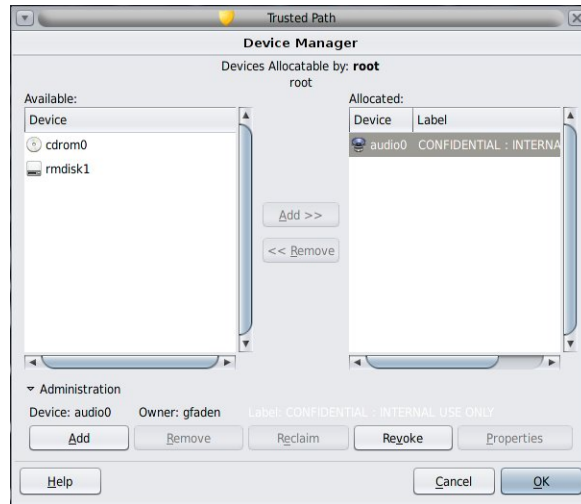 Trusted Path
Device Manager
Devices Allocatable by: root
root
Available:
Device
cdrom0
rmdisk1
Add >>
<< Remove
Allocated:
Device Label
audio0 CONFIDENTIAL : INTERNA
Administration
Device: audio0 Owner: gfaden Label: CONFIDENTIAL : INTERNAL USE ONLY
Add Remove Reclaim Revoke Properties
Help Cancel OK